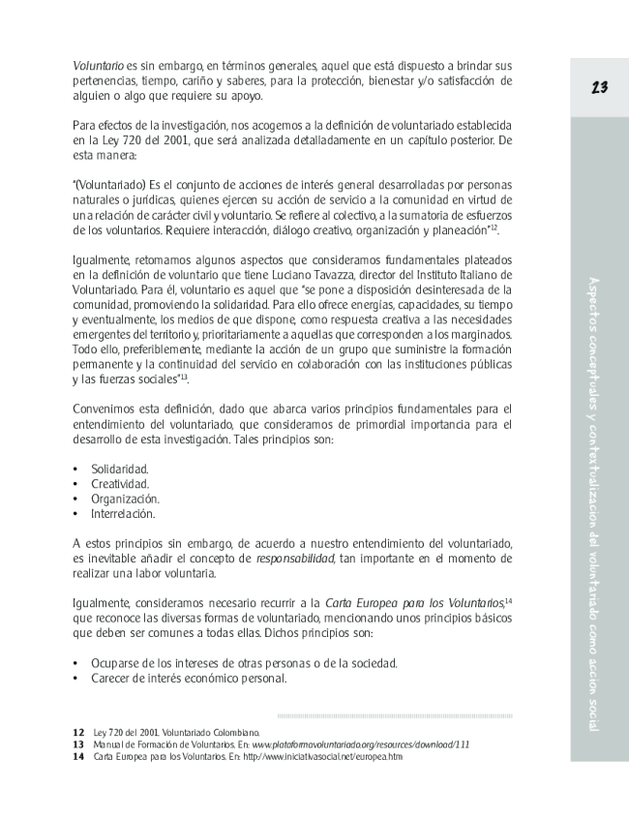 Voluntario es sin embargo, en términos generales, aquel que está dispuesto a brindar sus
pertenencias, tiempo, cariño y saberes, para la protección, bienestar y/o satisfacción de
alguien o algo que requiere su apoyo.
Para efectos de la investigación, nos acogemos a la definición de voluntariado establecida
en la Ley 720 del 2001, que será analizada detalladamente en un capítulo posterior. De
esta manera:
“(Voluntariado) Es el conjunto de acciones de interés general desarrolladas por personas
naturales o jurídicas, quienes ejercen su acción de servicio a la comunidad en virtud de
una relación de carácter civil y voluntario. Se refiere al colectivo, a la sumatoria de esfuerzos
de los voluntarios. Requiere interacción, diálogo creativo, organización y planeación”12.
Igualmente, retomamos algunos aspectos que consideramos fundamentales plateados
en la definición de voluntario que tiene Luciano Tavazza, director del Instituto Italiano de
Voluntariado. Para él, voluntario es aquel que “se pone a disposición desinteresada de la
comunidad, promoviendo la solidaridad. Para ello ofrece energías, capacidades, su tiempo
y eventualmente, los medios de que dispone, como respuesta creativa a las necesidades
emergentes del territorio y, prioritariamente a aquellas que corresponden a los marginados.
Todo ello, preferiblemente, mediante la acción de un grupo que suministre la formación
permanente y la continuidad del servicio en colaboración con las instituciones públicas
y las fuerzas sociales”13.
Convenimos esta definición, dado que abarca varios principios fundamentales para el
entendimiento del voluntariado, que consideramos de primordial importancia para el
desarrollo de esta investigación. Tales principios son:
• Solidaridad.
• Creatividad.
• Organización.
• Interrelación.
A estos principios sin embargo, de acuerdo a nuestro entendimiento del voluntariado,
es inevitable añadir el concepto de responsabilidad, tan importante en el momento de
realizar una labor voluntaria.
Igualmente, consideramos necesario recurrir a la Carta Europea para los Voluntarios,14
que reconoce las diversas formas de voluntariado, mencionando unos principios básicos
que deben ser comunes a todas ellas. Dichos principios son:
• Ocuparse de los intereses de otras personas o de la sociedad.
• Carecer de interés económico personal.
12 Ley 720 del 2001. Voluntariado Colombiano.
13 Manual de Formación de Voluntarios. En: www.plataformavoluntariado.org/resources/download/111
14 Carta Europea para los Voluntarios. En: http://www.iniciativasocial.net/europea.htm
23
Aspectos conceptuales y contextualización del voluntariado como acción social